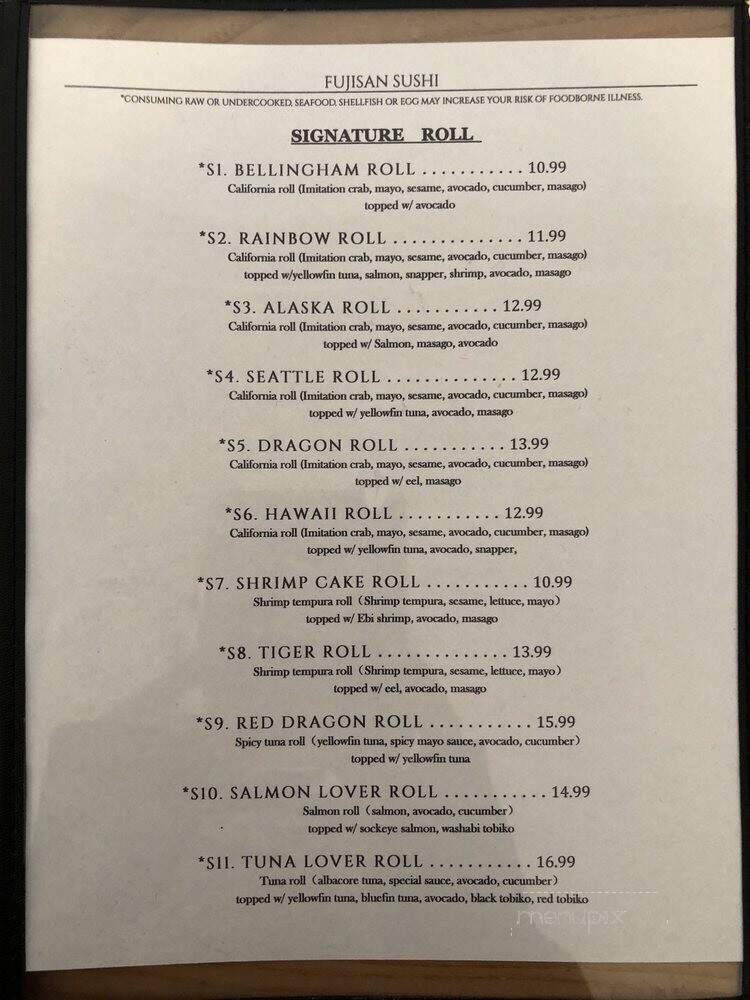 FUJISAN SUSHI
*CONSUMING RAW OR UNDERCOOKED, SEAFOOD, SHELLFISH OR EGG MAY INCREASE YOUR RISK OF FOODBORNE ILLNESS.
SIGNATURE ROLL
*S1. BELLINGHAM ROLL ........... 10.99
California roll (Imitation crab, mayo, sesame, avocado, cucumber, masago)
topped w/ avocado
*S2. RAINBOW ROLL .............. 11.99
California roll (Imitation crab, mayo, sesame, avocado, cucumber, masago)
topped w/yellowfin tuna, salmon, snapper, shrimp, avocado, masago
*S3. ALASKA ROLL ........... 12.99
California roll (Imitation crab, mayo, sesame, avocado, cucumber, masago)
topped w/ Salmon, masago, avocado
*S4. SEATTLE ROLL .............. 12.99
California roll (Imitation crab, mayo, sesame, avocado, cucumber, masago)
topped w/ yellowfin tuna, avocado, masago
*S5. DRAGON ROLL ........... 13.99
California roll (Imitation crab, mayo, sesame, avocado, cucumber, masago)
topped w/ eel, masago
*S6. HAWAII ROLL ........... 12.99
California roll (Imitation crab, mayo, sesame, avocado, cucumber, masago)
topped w/ yellowfin tuna, avocado, snapper,
*S7. SHRIMP CAKE ROLL ........... 10.99
Shrimp tempura roll (Shrimp tempura, sesame, lettuce, mayo)
topped w/ Ebi shrimp, avocado, masago
*S8. TIGER ROLL .............. 13.99
Shrimp tempura roll (Shrimp tempura, sesame, lettuce, mayo)
topped w/ eel, avocado, masago
*S9. RED DRAGON ROLL ........... 15.99
Spicy tuna roll (yellowfin tuna, spicy mayo sauce, avocado, cucumber)
topped w/ yellowfin tuna
*S10. SALMON LOVER ROLL ........... 14.99
Salmon roll (salmon, avocado, cucumber)
topped w/ sockeye salmon, washabi tobiko
*S11. TUNA LOVER ROLL ........... 16.99
Tuna roll (albacore tuna, special sauce, avocado, cucumber)
topped w/ yellowfin tuna, bluefin tuna, avocado, black tobiko, red tobiko
menupix